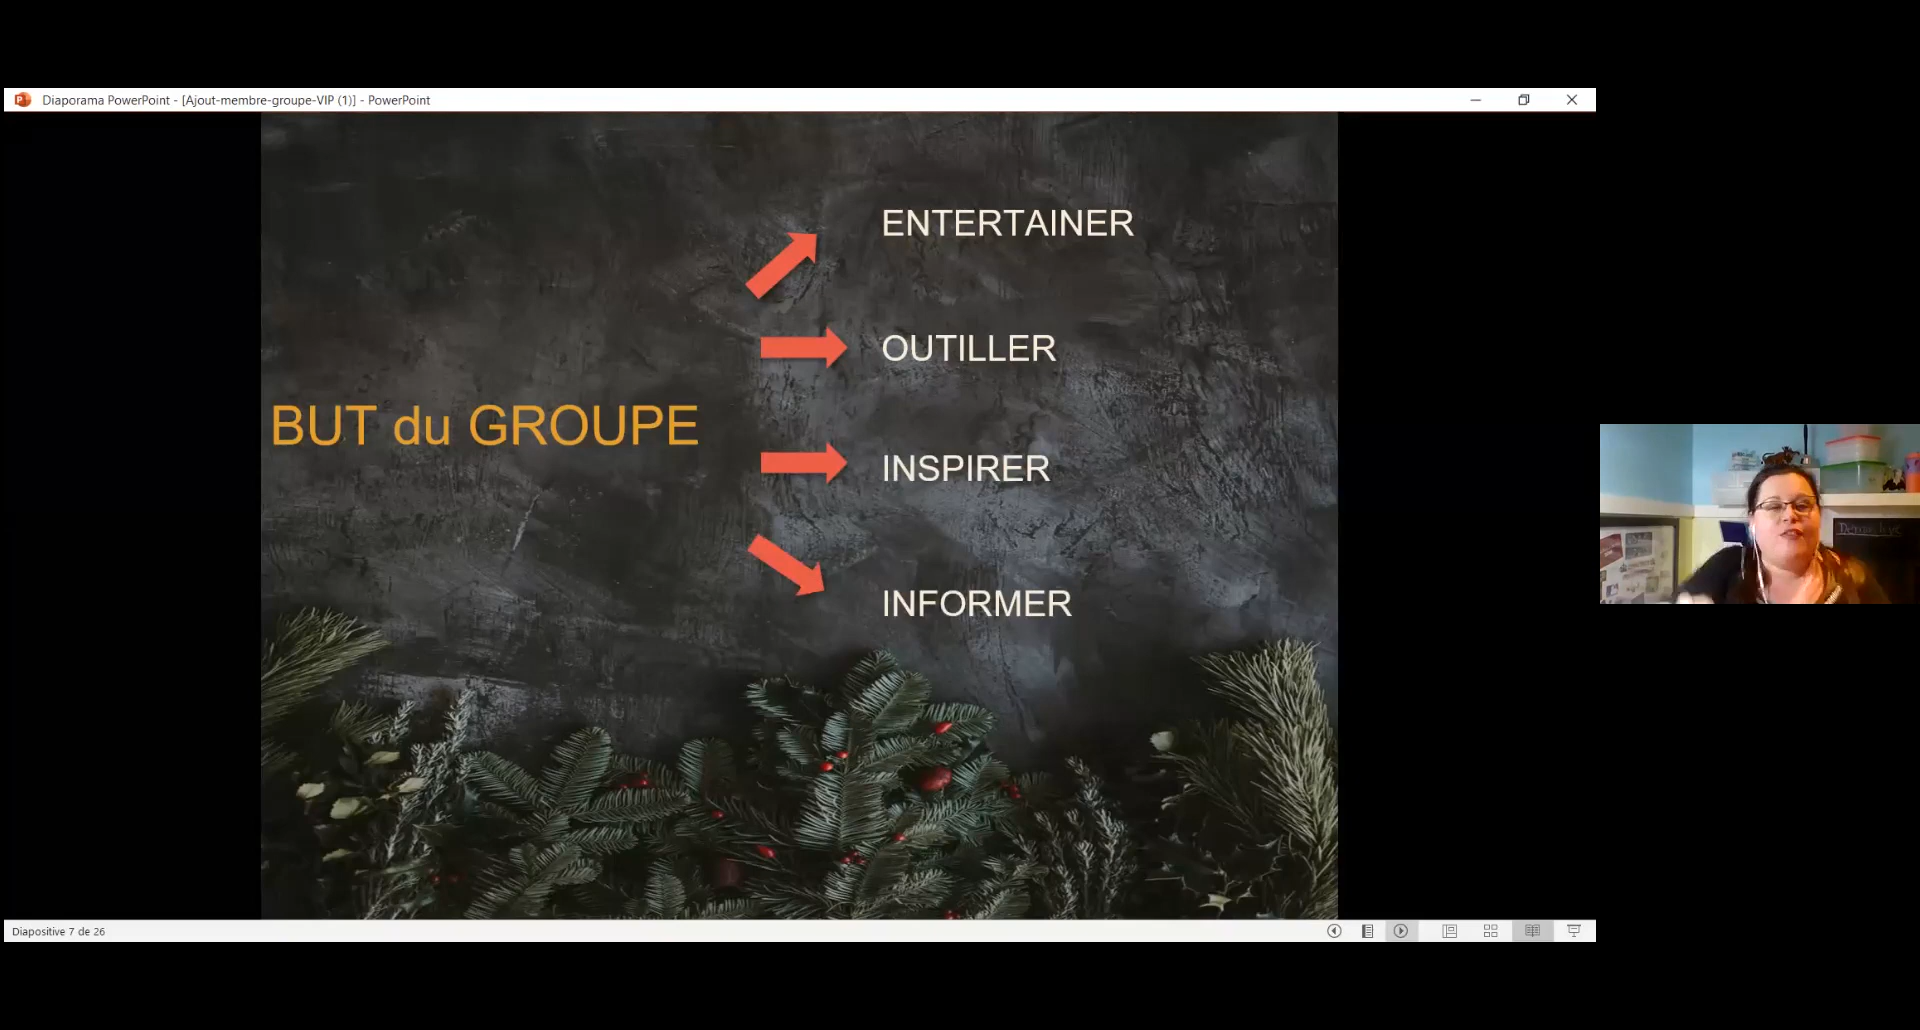 Diaporama PowerPoint - [Ajout-membre-groupe-VIP (1)] - PowerPoint
ENTERTAINER
OUTILLER
BUT du GROUPE
INSPIRER
INFORMER
Diapositive 7 de 26